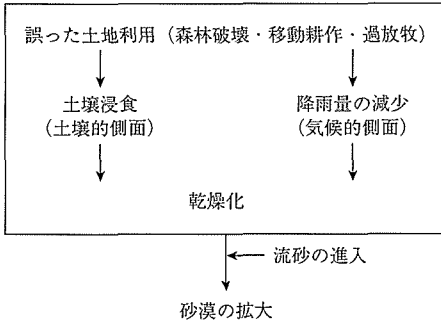 誤った土地利用（森林破壊・移動耕作・過放牧）
土壌浸食
（土壌的側面）
降雨量の減少
（気候的側面）
乾燥化
流砂の進入
砂漠の拡大